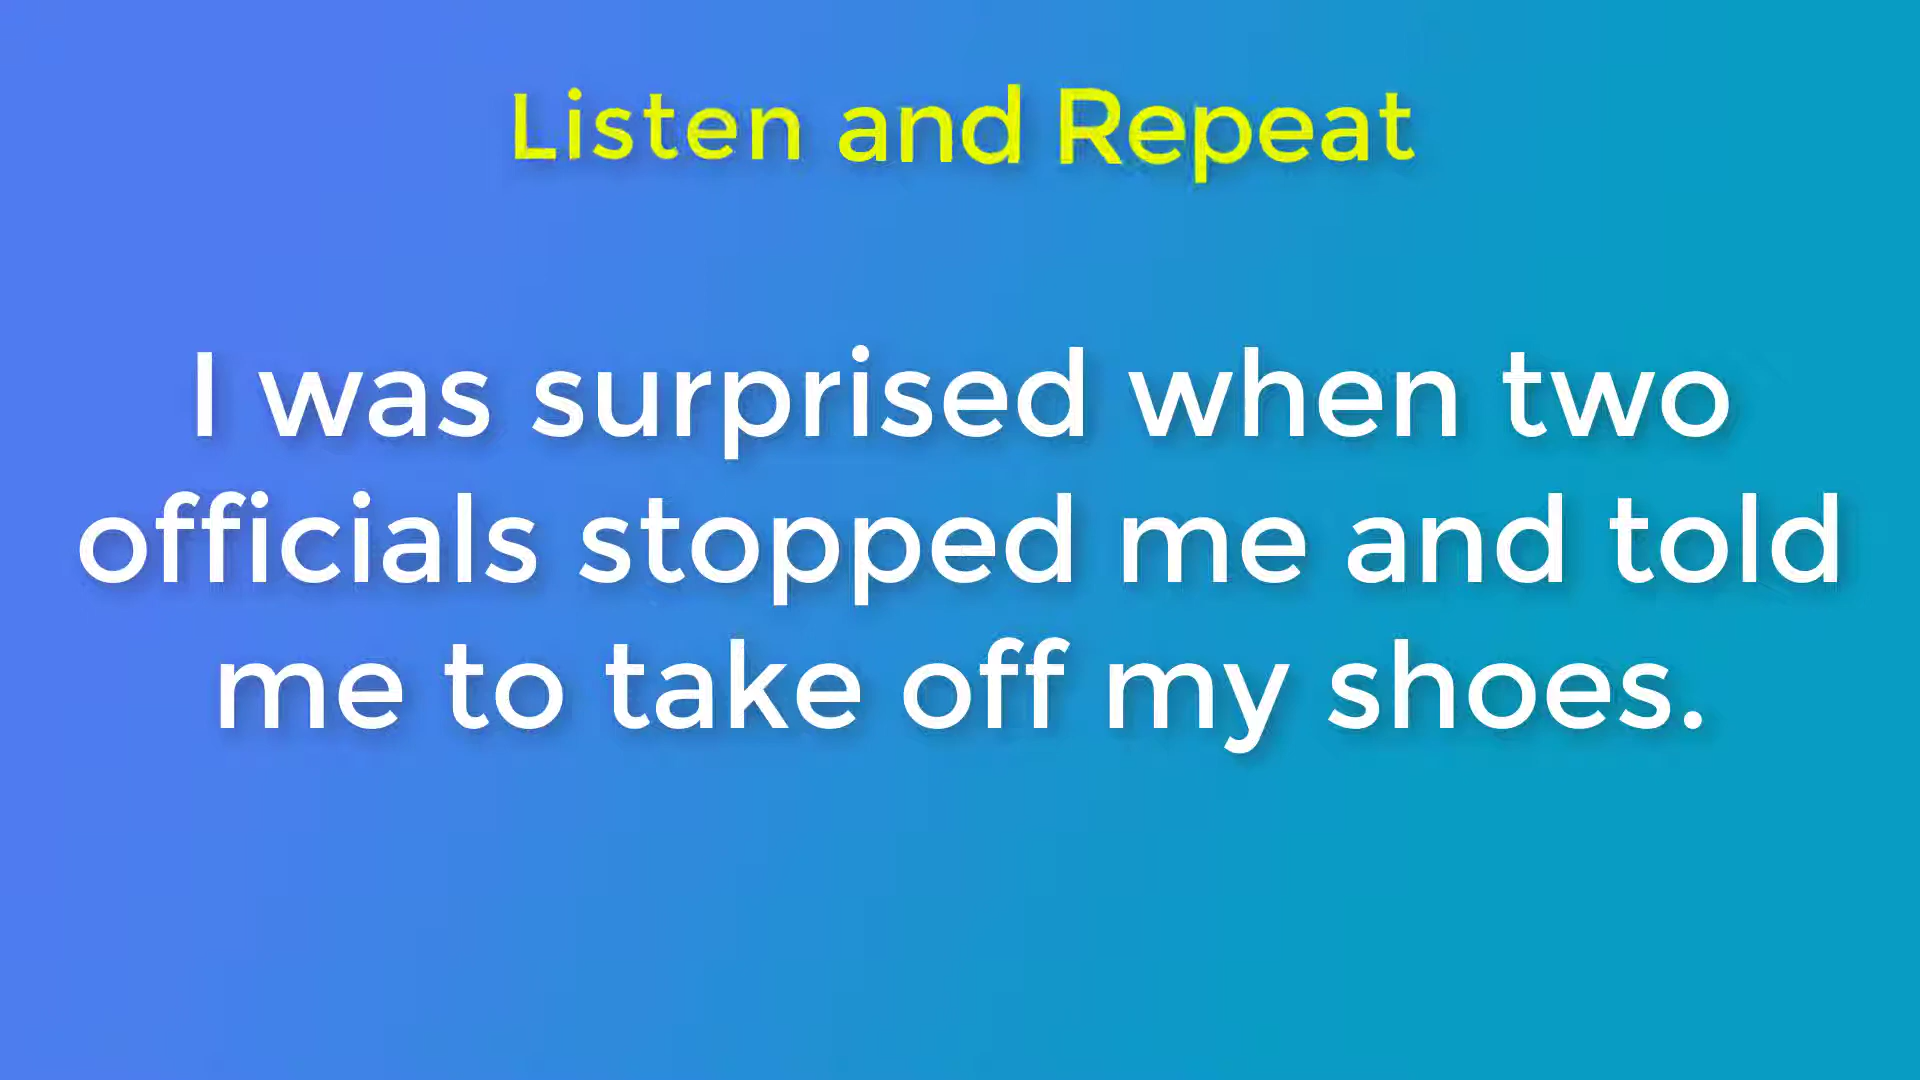 Listen and Repeat
I was surprised when two
officials stopped me and told
me to take off my shoes.